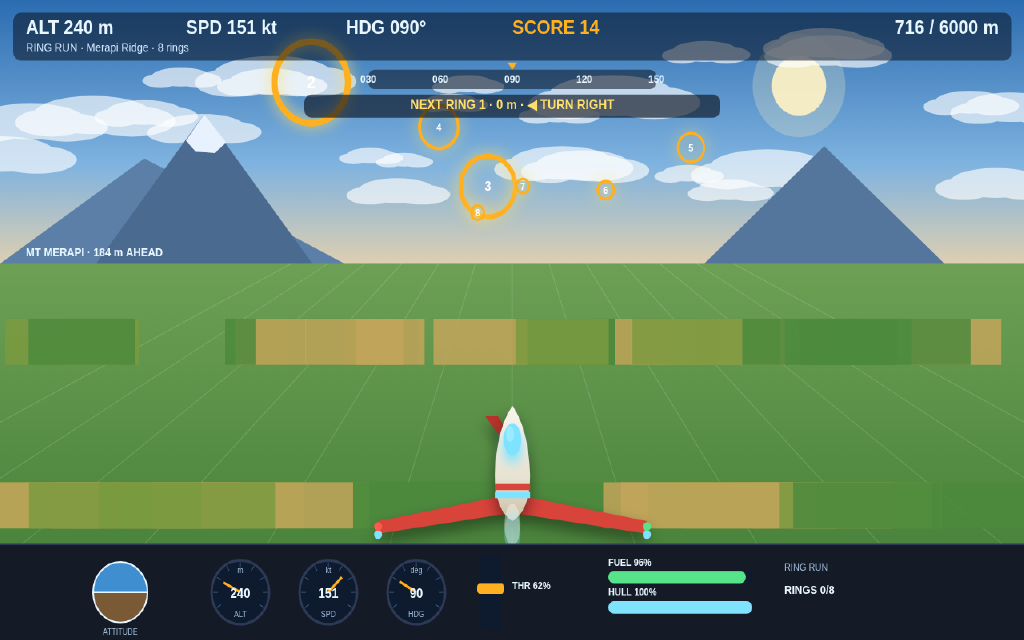 ALT 240 m SPD 151 kt HDG 090° SCORE 14 716 / 6000 m
RING RUN · Merapi Ridge · 8 rings
030 060 090 120 150
2
NEXT RING 1 · 0 m · ◀ TURN RIGHT
4
5
3
7
6
8
MT MERAPI · 184 m AHEAD
m
240
ALT
kt
151
SPD
deg
90
HDG
ATTITUDE
THR 62%
FUEL 96%
HULL 100%
RING RUN
RINGS 0/8